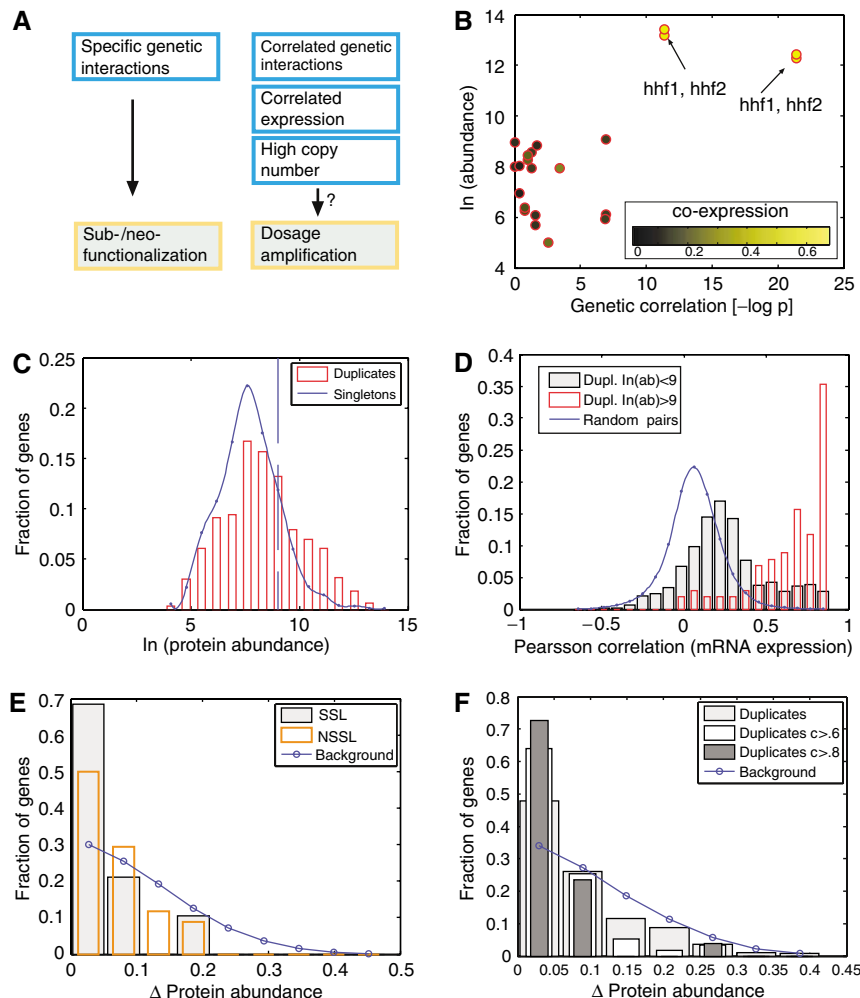 A
Specific genetic
interactions
Correlated genetic
interactions
Correlated
expression
High copy
number
?
Sub-/neo-
functionalization
Dosage
amplification
B
14
12
10
8
6
4
ln (abundance)
hhf1, hhf2
hhf1, hhf2
co-expression
0 0.2 0.4 0.6
0 5 10 15 20 25
Genetic correlation [−log p]
C
0.25
0.2
0.15
0.1
0.05
0
Fraction of genes
Duplicates
Singletons
0 5 10 15
ln (protein abundance)
D
0.4
0.35
0.3
0.25
0.2
0.15
0.1
0.05
0
Fraction of genes
Dupl. ln(ab)<9
Dupl. ln(ab)>9
Random pairs
−1 −0.5 0 0.5 1
Pearsson correlation (mRNA expression)
E
0.7
0.6
0.5
0.4
0.3
0.2
0.1
0
Fraction of genes
SSL
NSSL
Background
0 0.1 0.2 0.3 0.4 0.5
Δ Protein abundance
F
0.8
0.7
0.6
0.5
0.4
0.3
0.2
0.1
0
Fraction of genes
Duplicates
Duplicates c>.6
Duplicates c>.8
Background
0 0.05 0.1 0.15 0.2 0.25 0.3 0.35 0.4 0.45
Δ Protein abundance